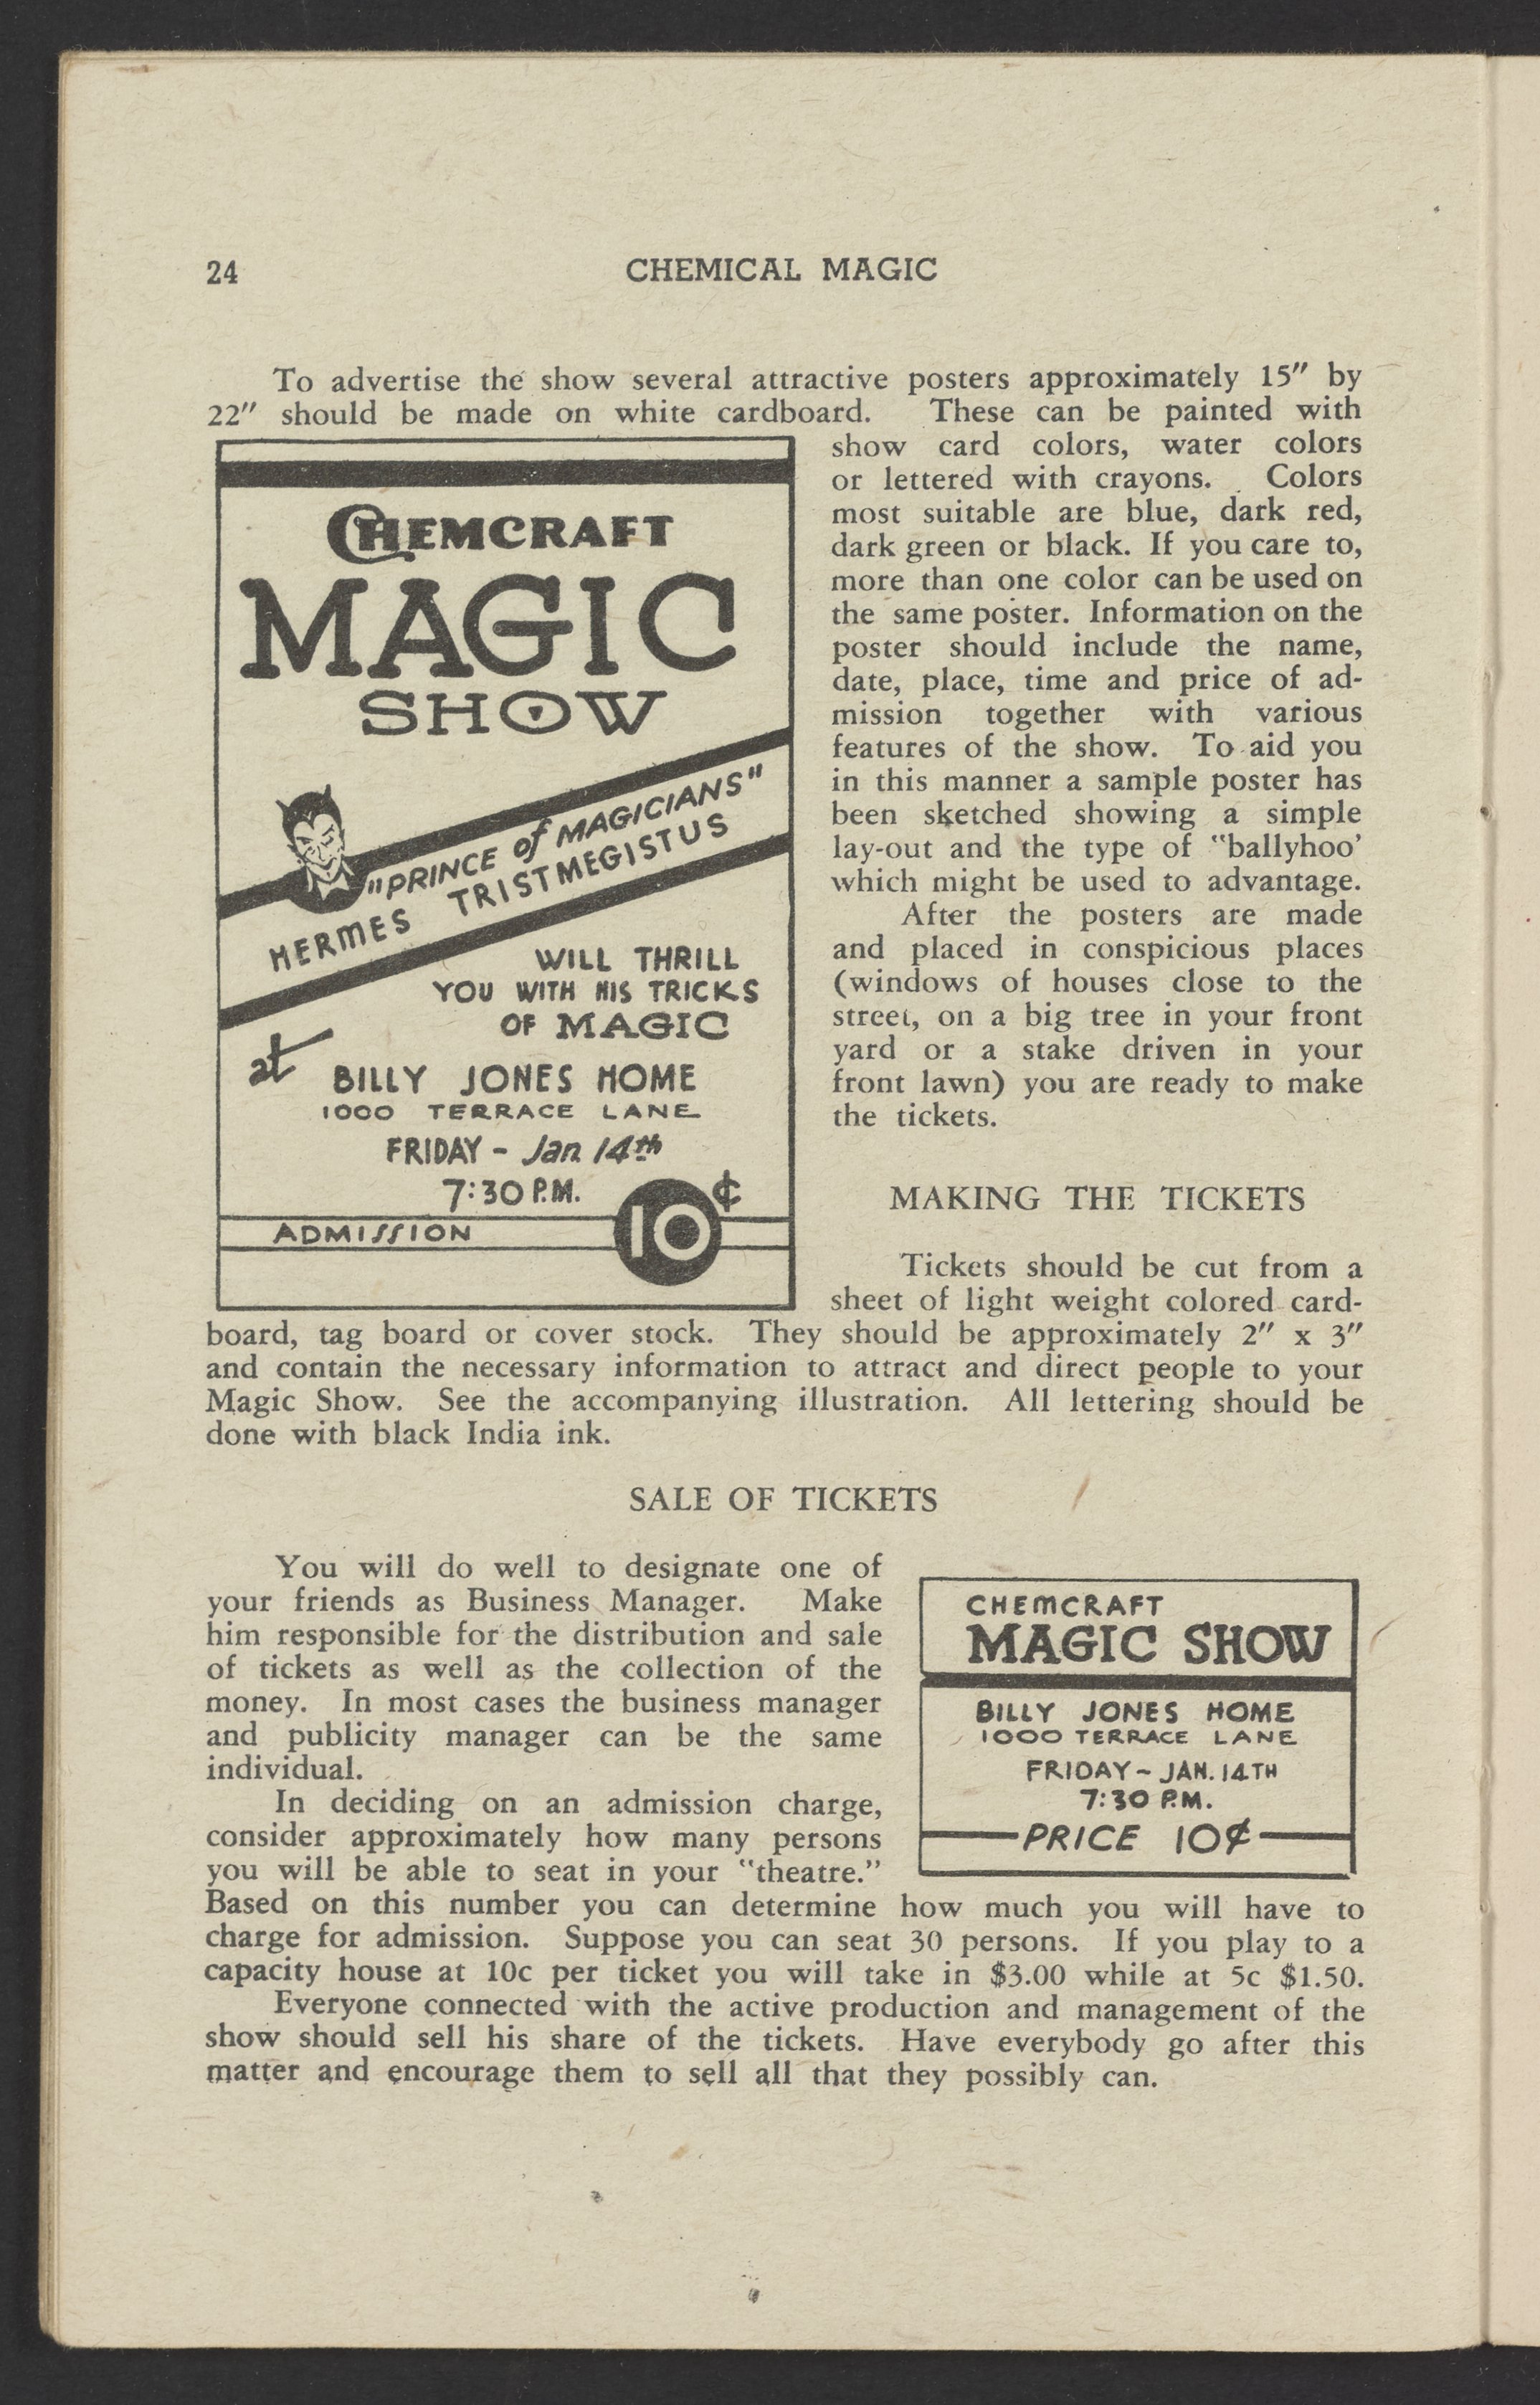 24
CHEMICAL MAGIC
To advertise the show several attractive posters approximately 15" by
22" should be made on white cardboard. These can be painted with
show card colors, water colors
or lettered with crayons. Colors
most suitable are blue, dark red,
dark green or black. If you care to,
more than one color can be used on
the same poster. Information on the
poster should include the name,
date, place, time and price of ad-
mission together with various
features of the show. To aid you
in this manner a sample poster has
been sketched showing a simple
lay-out and the type of "ballyhoo'
which might be used to advantage.
After the posters are made
and placed in conspicious places
(windows of houses close to the
street, on a big tree in your front
yard or a stake driven in your
front lawn) you are ready to make
the tickets.
CHEMCRAFT
MAGIC
SHOW
"PRINCE of MAGICIANS"
HERMES TRISTMEGISTUS
WILL THRILL
YOU WITH HIS TRICKS
OF MAGIC
at
BILLY JONES HOME
1000 TERRACE LANE
FRIDAY - Jan 14th
7:30 P.M.
ADMISSION 10¢
MAKING THE TICKETS
Tickets should be cut from a
sheet of light weight colored card-
board, tag board or cover stock. They should be approximately 2" x 3"
and contain the necessary information to attract and direct people to your
Magic Show. See the accompanying illustration. All lettering should be
done with black India ink.
SALE OF TICKETS
You will do well to designate one of
your friends as Business Manager. Make
him responsible for the distribution and sale
of tickets as well as the collection of the
money. In most cases the business manager
and publicity manager can be the same
individual.
In deciding on an admission charge,
consider approximately how many persons
you will be able to seat in your "theatre."
Based on this number you can determine how much you will have to
charge for admission. Suppose you can seat 30 persons. If you play to a
capacity house at 10c per ticket you will take in $3.00 while at 5c $1.50.
Everyone connected with the active production and management of the
show should sell his share of the tickets. Have everybody go after this
matter and encourage them to sell all that they possibly can.
CHEMCRAFT
MAGIC SHOW
BILLY JONES HOME
1000 TERRACE LANE
FRIDAY - JAN. 14TH
7:30 P.M.
PRICE 10¢